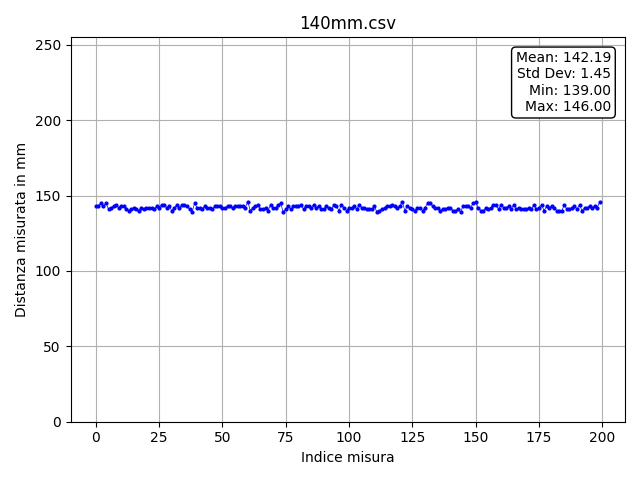 140mm.csv
Mean: 142.19
Std Dev: 1.45
Min: 139.00
Max: 146.00
250
200
150
100
50
0
Distanza misurata in mm
0 25 50 75 100 125 150 175 200
Indice misura